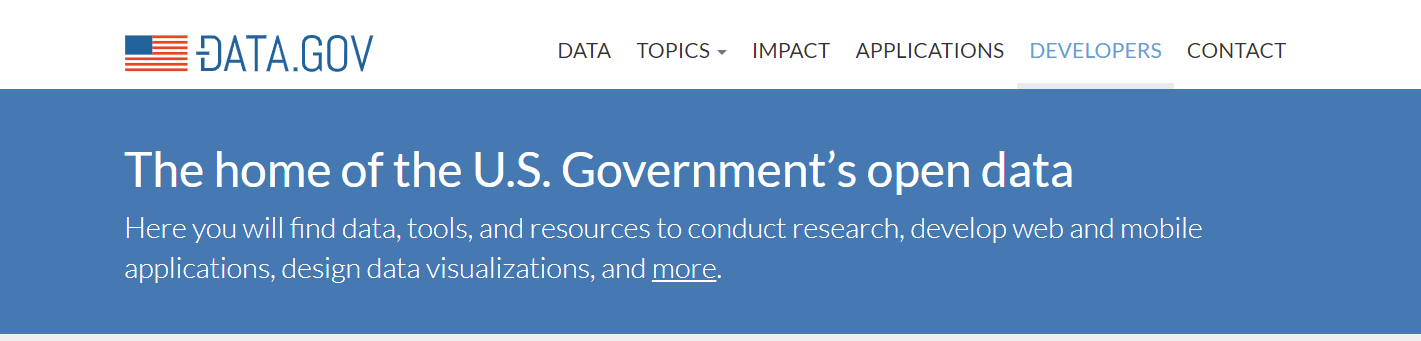 DATA.GOV
DATA TOPICS IMPACT APPLICATIONS DEVELOPERS CONTACT
The home of the U.S. Government’s open data
Here you will find data, tools, and resources to conduct research, develop web and mobile
applications, design data visualizations, and more.